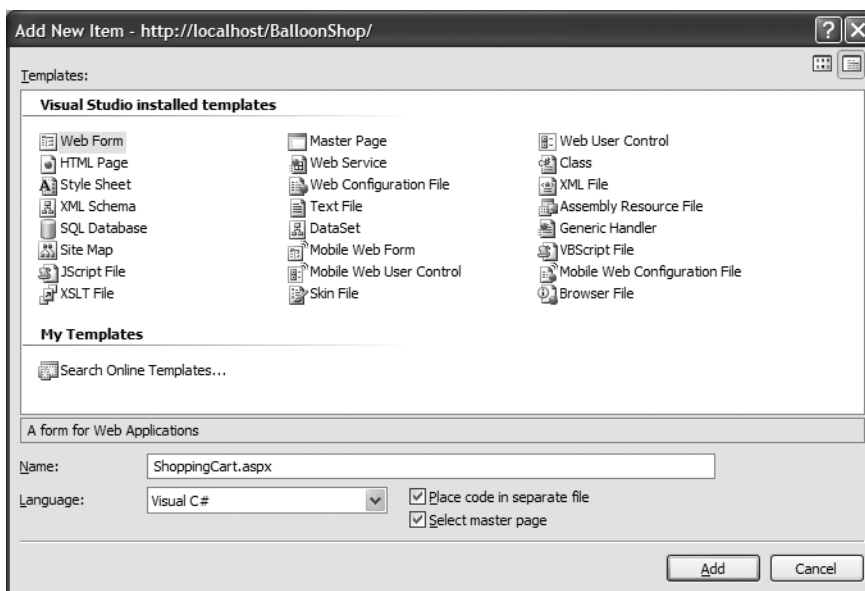 Add New Item - http://localhost/BalloonShop/
Templates:
Visual Studio installed templates
Web Form Master Page Web User Control
HTML Page Web Service Class
Style Sheet Web Configuration File XML File
XML Schema Text File Assembly Resource File
SQL Database DataSet Generic Handler
Site Map Mobile Web Form VBScript File
JScript File Mobile Web User Control Mobile Web Configuration File
XSLT File Skin File Browser File
My Templates
Search Online Templates...
A form for Web Applications
Name: ShoppingCart.aspx
Language: Visual C# Place code in separate file
Select master page
Add Cancel